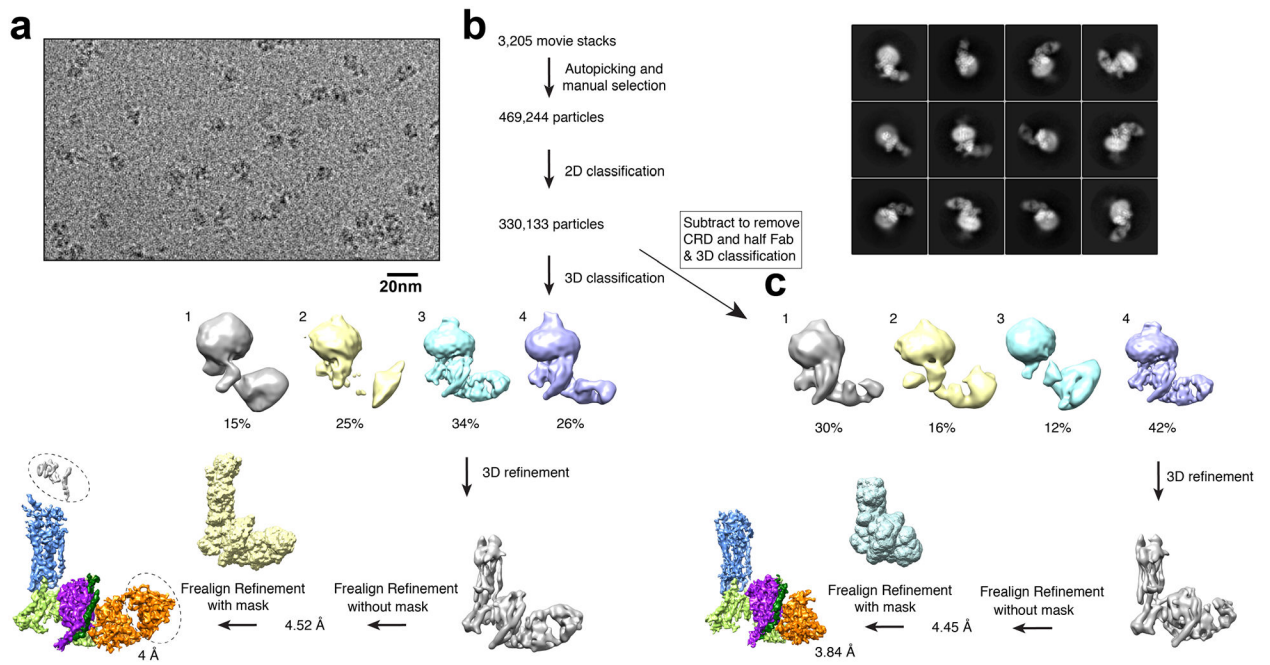 a
20nm
b
3,205 movie stacks
Autopicking and
manual selection
469,244 particles
2D classification
330,133 particles
3D classification
Subtract to remove
CRD and half Fab
& 3D classification
1
2
3
4
15%
25%
34%
26%
3D refinement
Frealign Refinement
without mask
4.52 Å
Frealign Refinement
with mask
4 Å
c
1
2
3
4
30%
16%
12%
42%
3D refinement
Frealign Refinement
without mask
4.45 Å
Frealign Refinement
with mask
3.84 Å